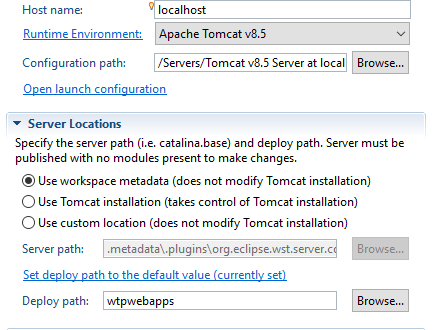 Host name: localhost
Runtime Environment: Apache Tomcat v8.5
Configuration path: /Servers/Tomcat v8.5 Server at local Browse...
Open launch configuration
Server Locations
Specify the server path (i.e. catalina.base) and deploy path. Server must be
published with no modules present to make changes.
Use workspace metadata (does not modify Tomcat installation)
Use Tomcat installation (takes control of Tomcat installation)
Use custom location (does not modify Tomcat installation)
Server path: .metadata\.plugins\org.eclipse.wst.server.cc Browse...
Set deploy path to the default value (currently set)
Deploy path: wtpwebapps Browse...